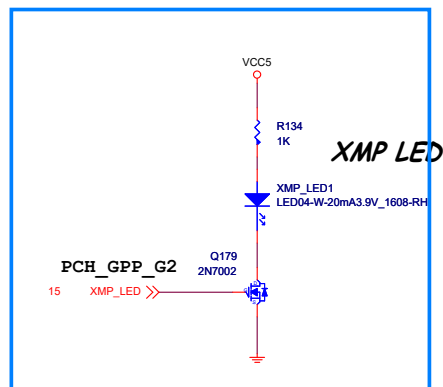 VCC5
R134
1K
XMP LED
XMP_LED1
LED04-W-20mA3.9V_1608-RH
Q179
2N7002
PCH_GPP_G2
15 XMP_LED